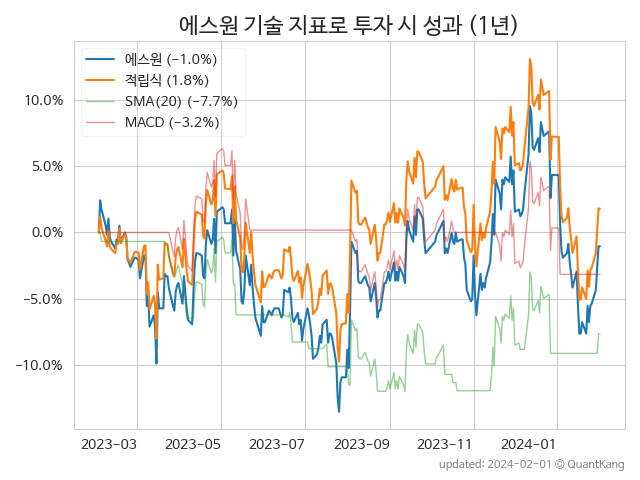 에스원 기술 지표로 투자 시 성과 (1년)
에스원 (−1.0%)
적립식 (1.8%)
SMA(20) (−7.7%)
MACD (−3.2%)
10.0%
5.0%
0.0%
−5.0%
−10.0%
2023-03 2023-05 2023-07 2023-09 2023-11 2024-01
updated: 2024-02-01 © QuantKang